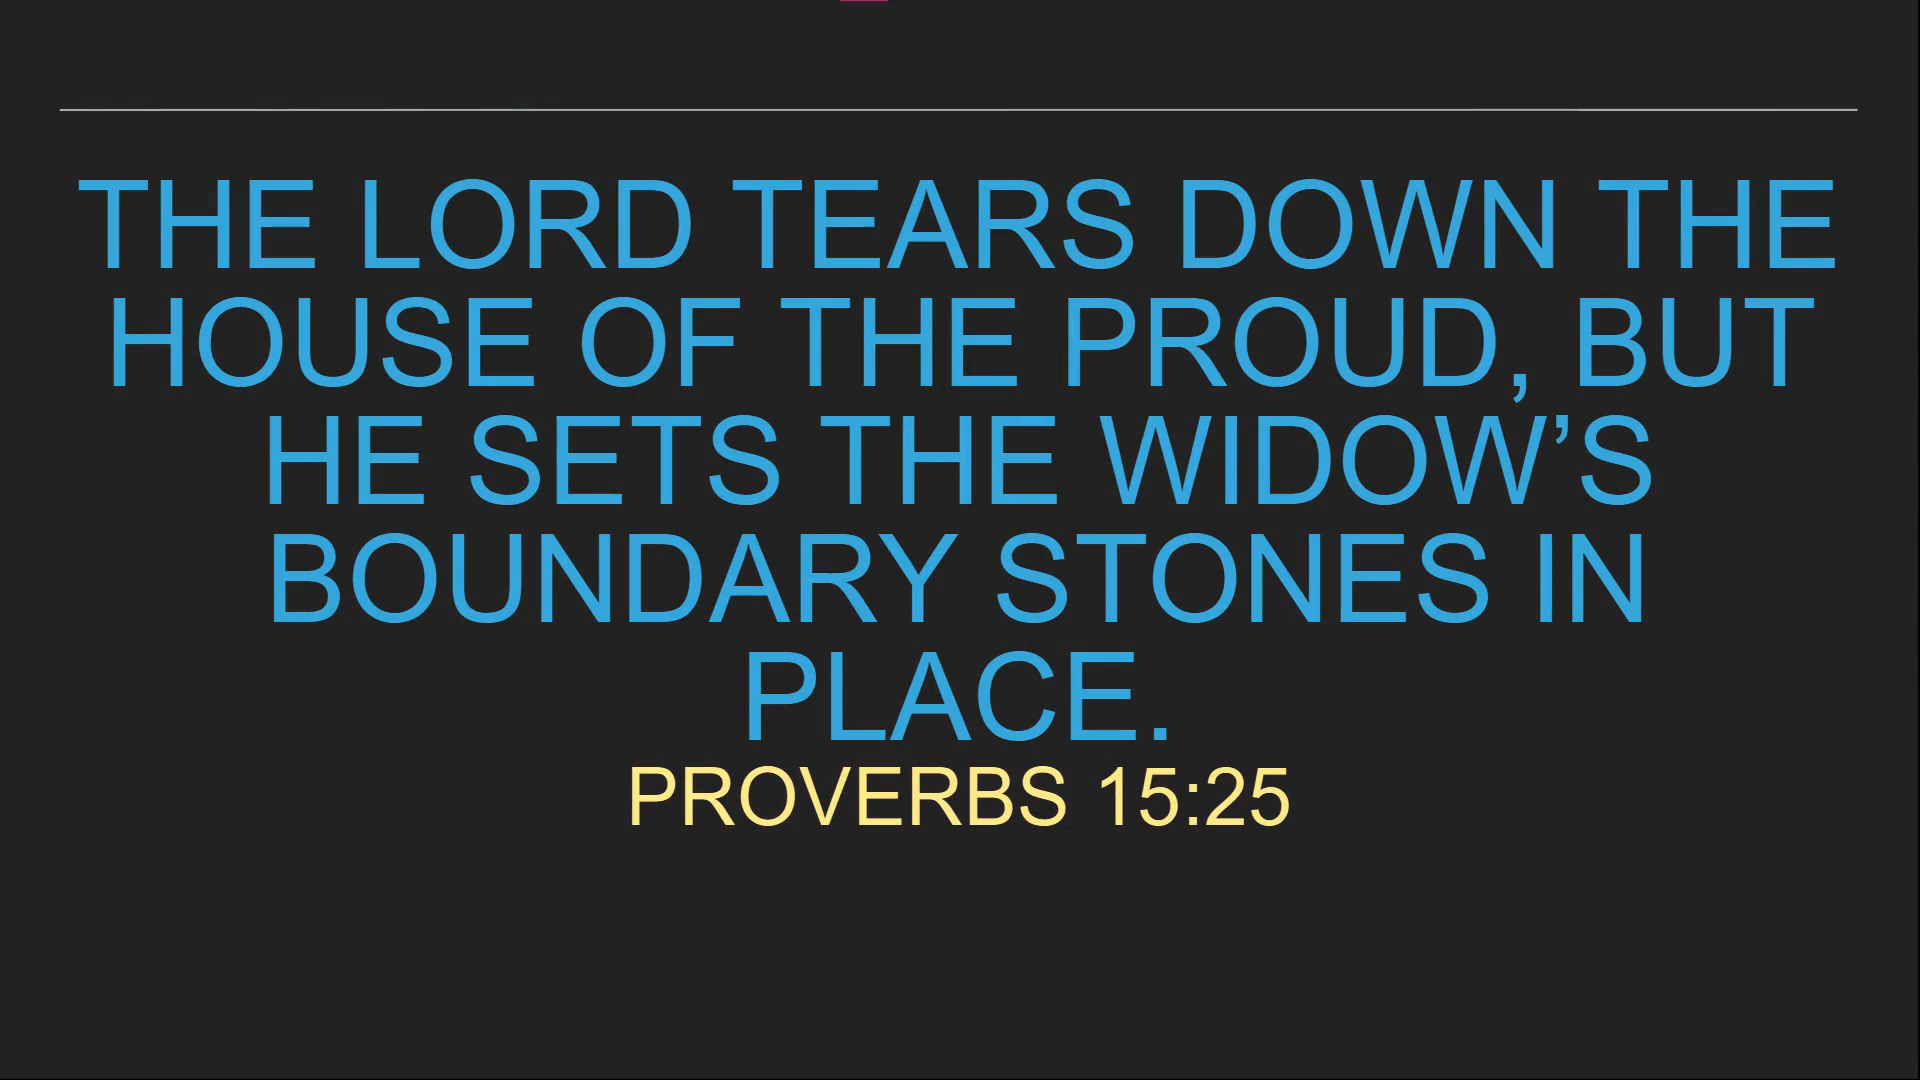 THE LORD TEARS DOWN THE
HOUSE OF THE PROUD, BUT
HE SETS THE WIDOW’S
BOUNDARY STONES IN
PLACE.
PROVERBS 15:25